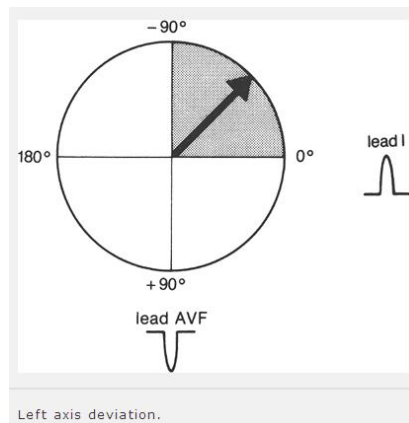 −90°
180°
0°
lead I
+90°
lead AVF
Left axis deviation.